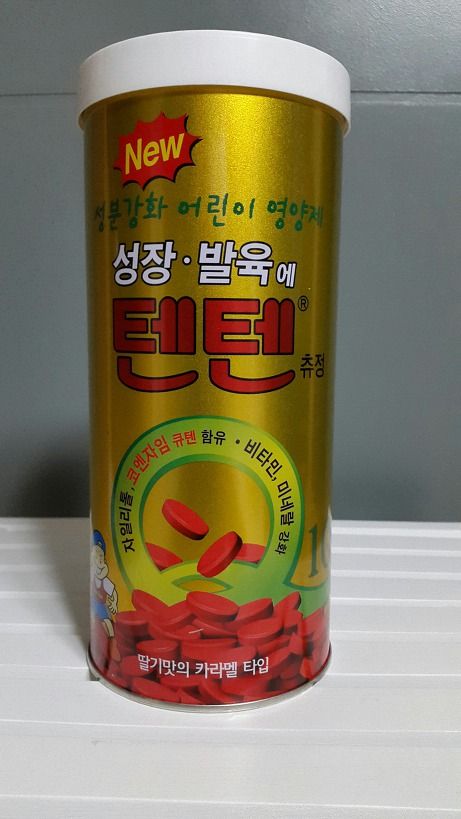 New
성분강화 어린이 영양제
성장·발육에
텐텐®
츄정
자일리톨, 코엔자임 큐텐 함유 · 비타민, 미네랄 강화
딸기맛의 카라멜 타입